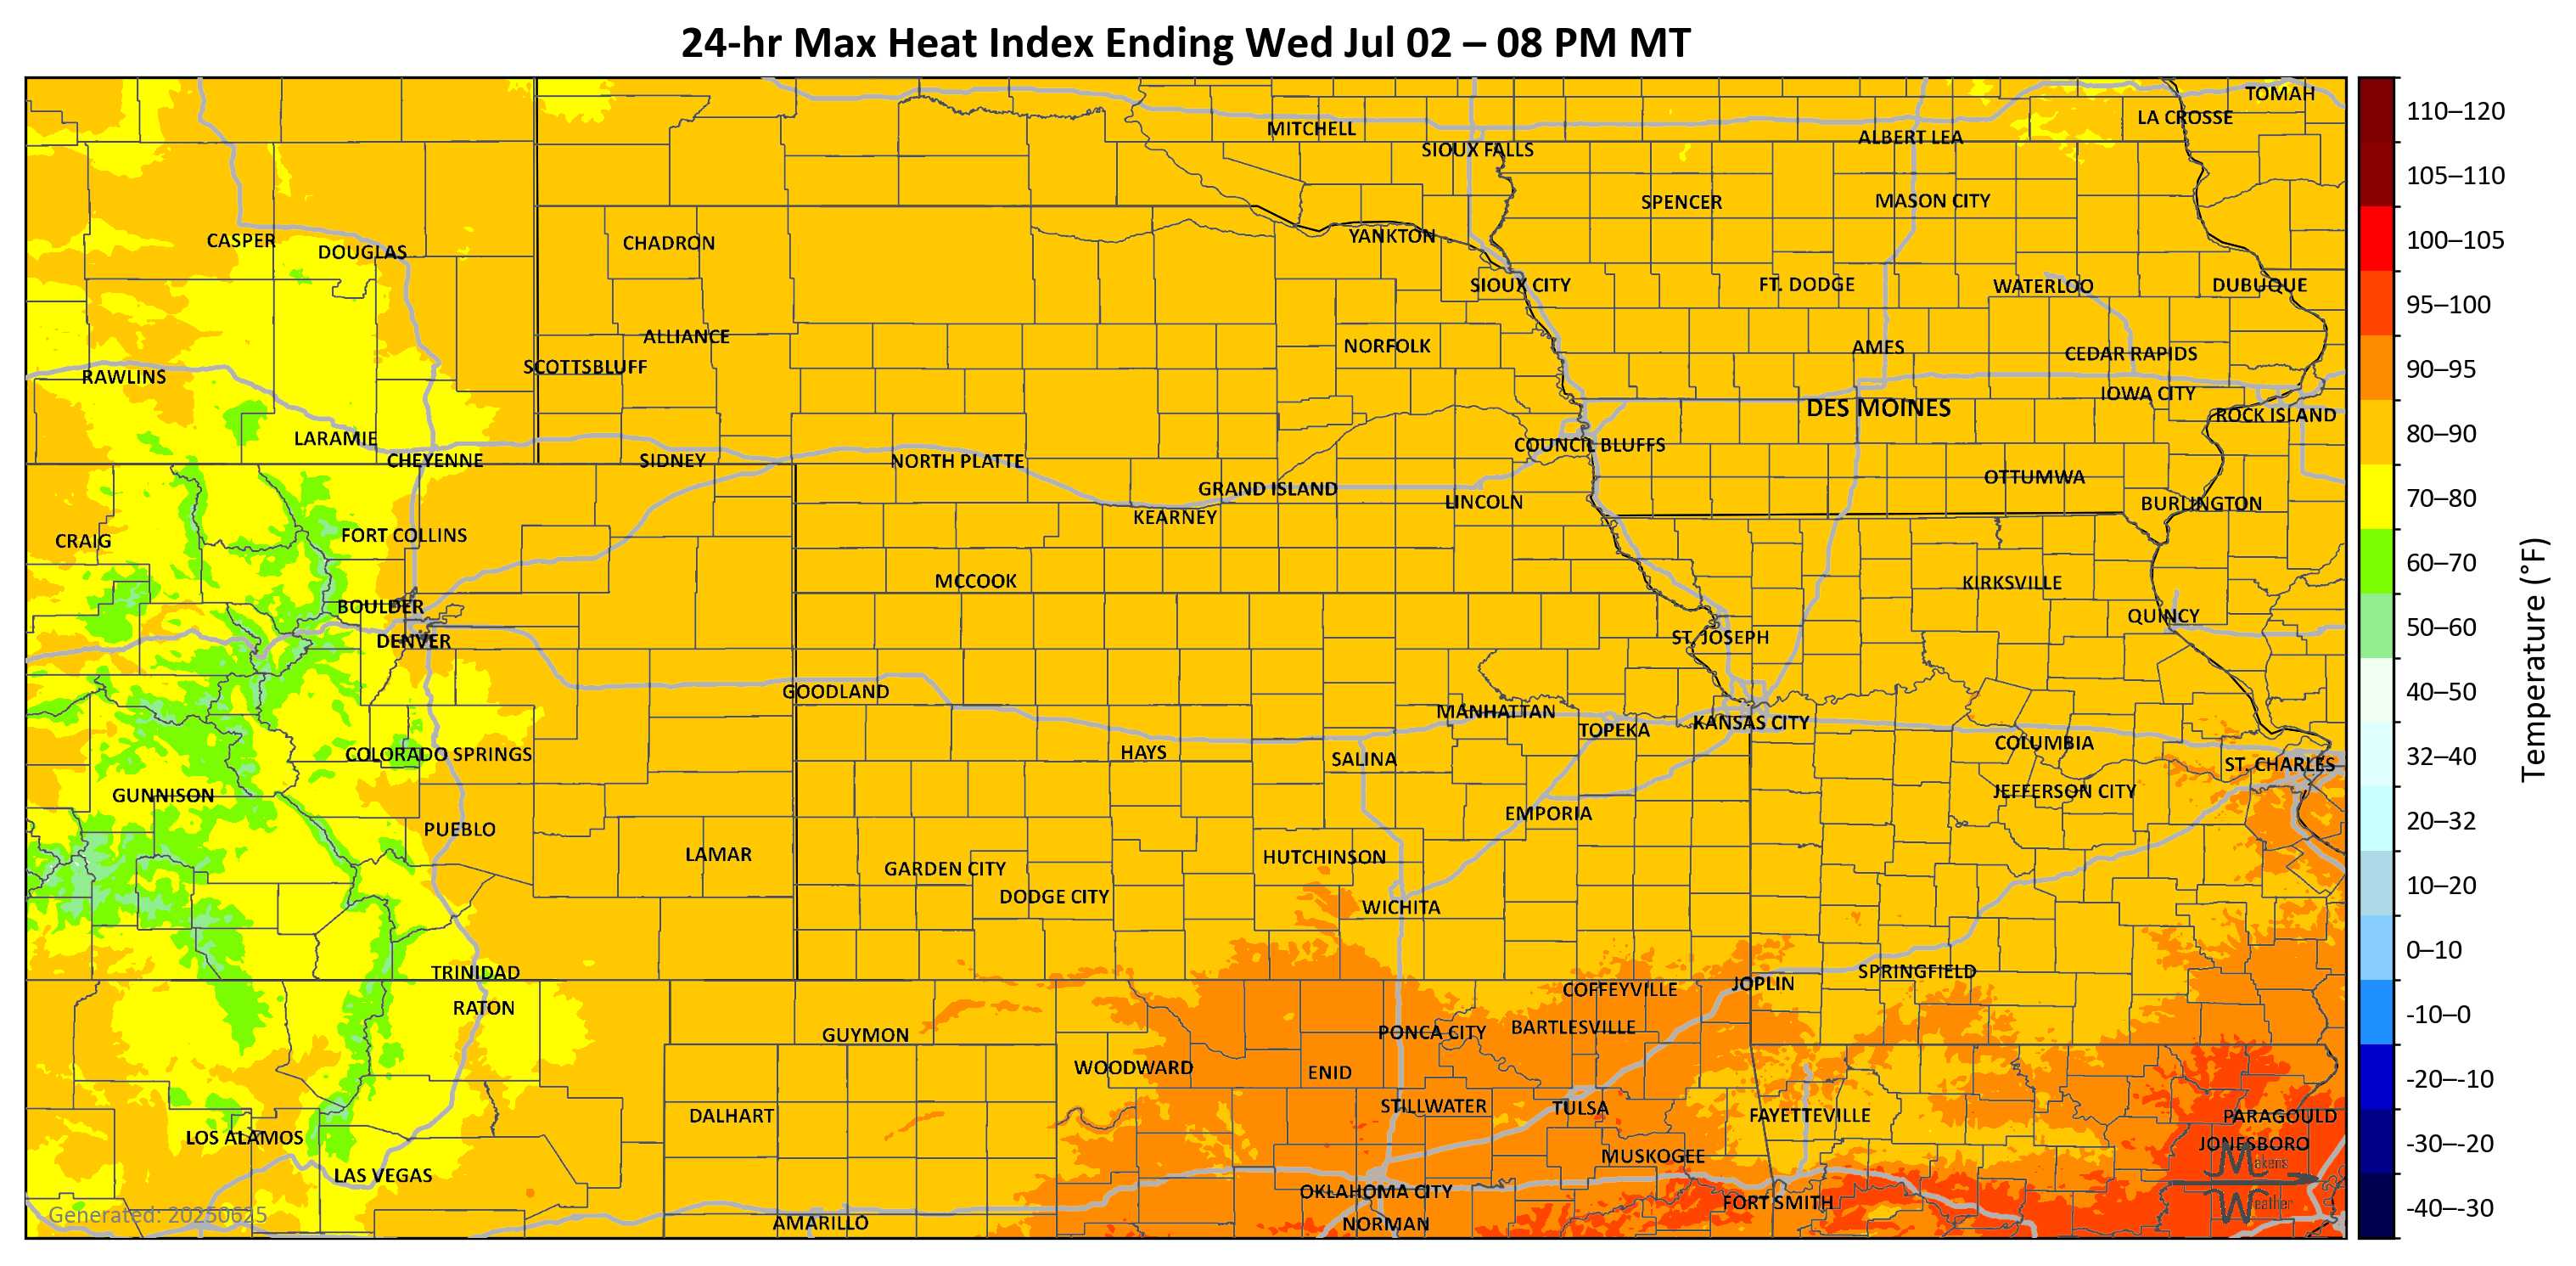 24-hr Max Heat Index Ending Wed Jul 02 – 08 PM MT
TOMAH
LA CROSSE
MITCHELL
ALBERT LEA
SIOUX FALLS
SPENCER
MASON CITY
CASPER
DOUGLAS
CHADRON
YANKTON
SIOUX CITY
FT. DODGE
WATERLOO
DUBUQUE
ALLIANCE
NORFOLK
AMES
CEDAR RAPIDS
SCOTTSBLUFF
RAWLINS
IOWA CITY
DES MOINES
ROCK ISLAND
LARAMIE
COUNCIL BLUFFS
CHEYENNE
SIDNEY
NORTH PLATTE
OTTUMWA
GRAND ISLAND
LINCOLN
BURLINGTON
KEARNEY
FORT COLLINS
CRAIG
MCCOOK
KIRKSVILLE
BOULDER
QUINCY
DENVER
ST. JOSEPH
GOODLAND
MANHATTAN
KANSAS CITY
TOPEKA
COLUMBIA
COLORADO SPRINGS
HAYS
SALINA
ST. CHARLES
JEFFERSON CITY
GUNNISON
EMPORIA
PUEBLO
LAMAR
HUTCHINSON
GARDEN CITY
DODGE CITY
WICHITA
TRINIDAD
SPRINGFIELD
JOPLIN
COFFEYVILLE
RATON
GUYMON
PONCA CITY
BARTLESVILLE
WOODWARD
ENID
STILLWATER
TULSA
DALHART
FAYETTEVILLE
PARAGOULD
LOS ALAMOS
JONESBORO
MUSKOGEE
LAS VEGAS
OKLAHOMA CITY
FORT SMITH
AMARILLO
NORMAN
Generated: 20250625
Makens
Weather
110–120
105–110
100–105
95–100
90–95
80–90
70–80
60–70
50–60
40–50
32–40
20–32
10–20
0–10
-10–0
-20–-10
-30–-20
-40–-30
Temperature (°F)